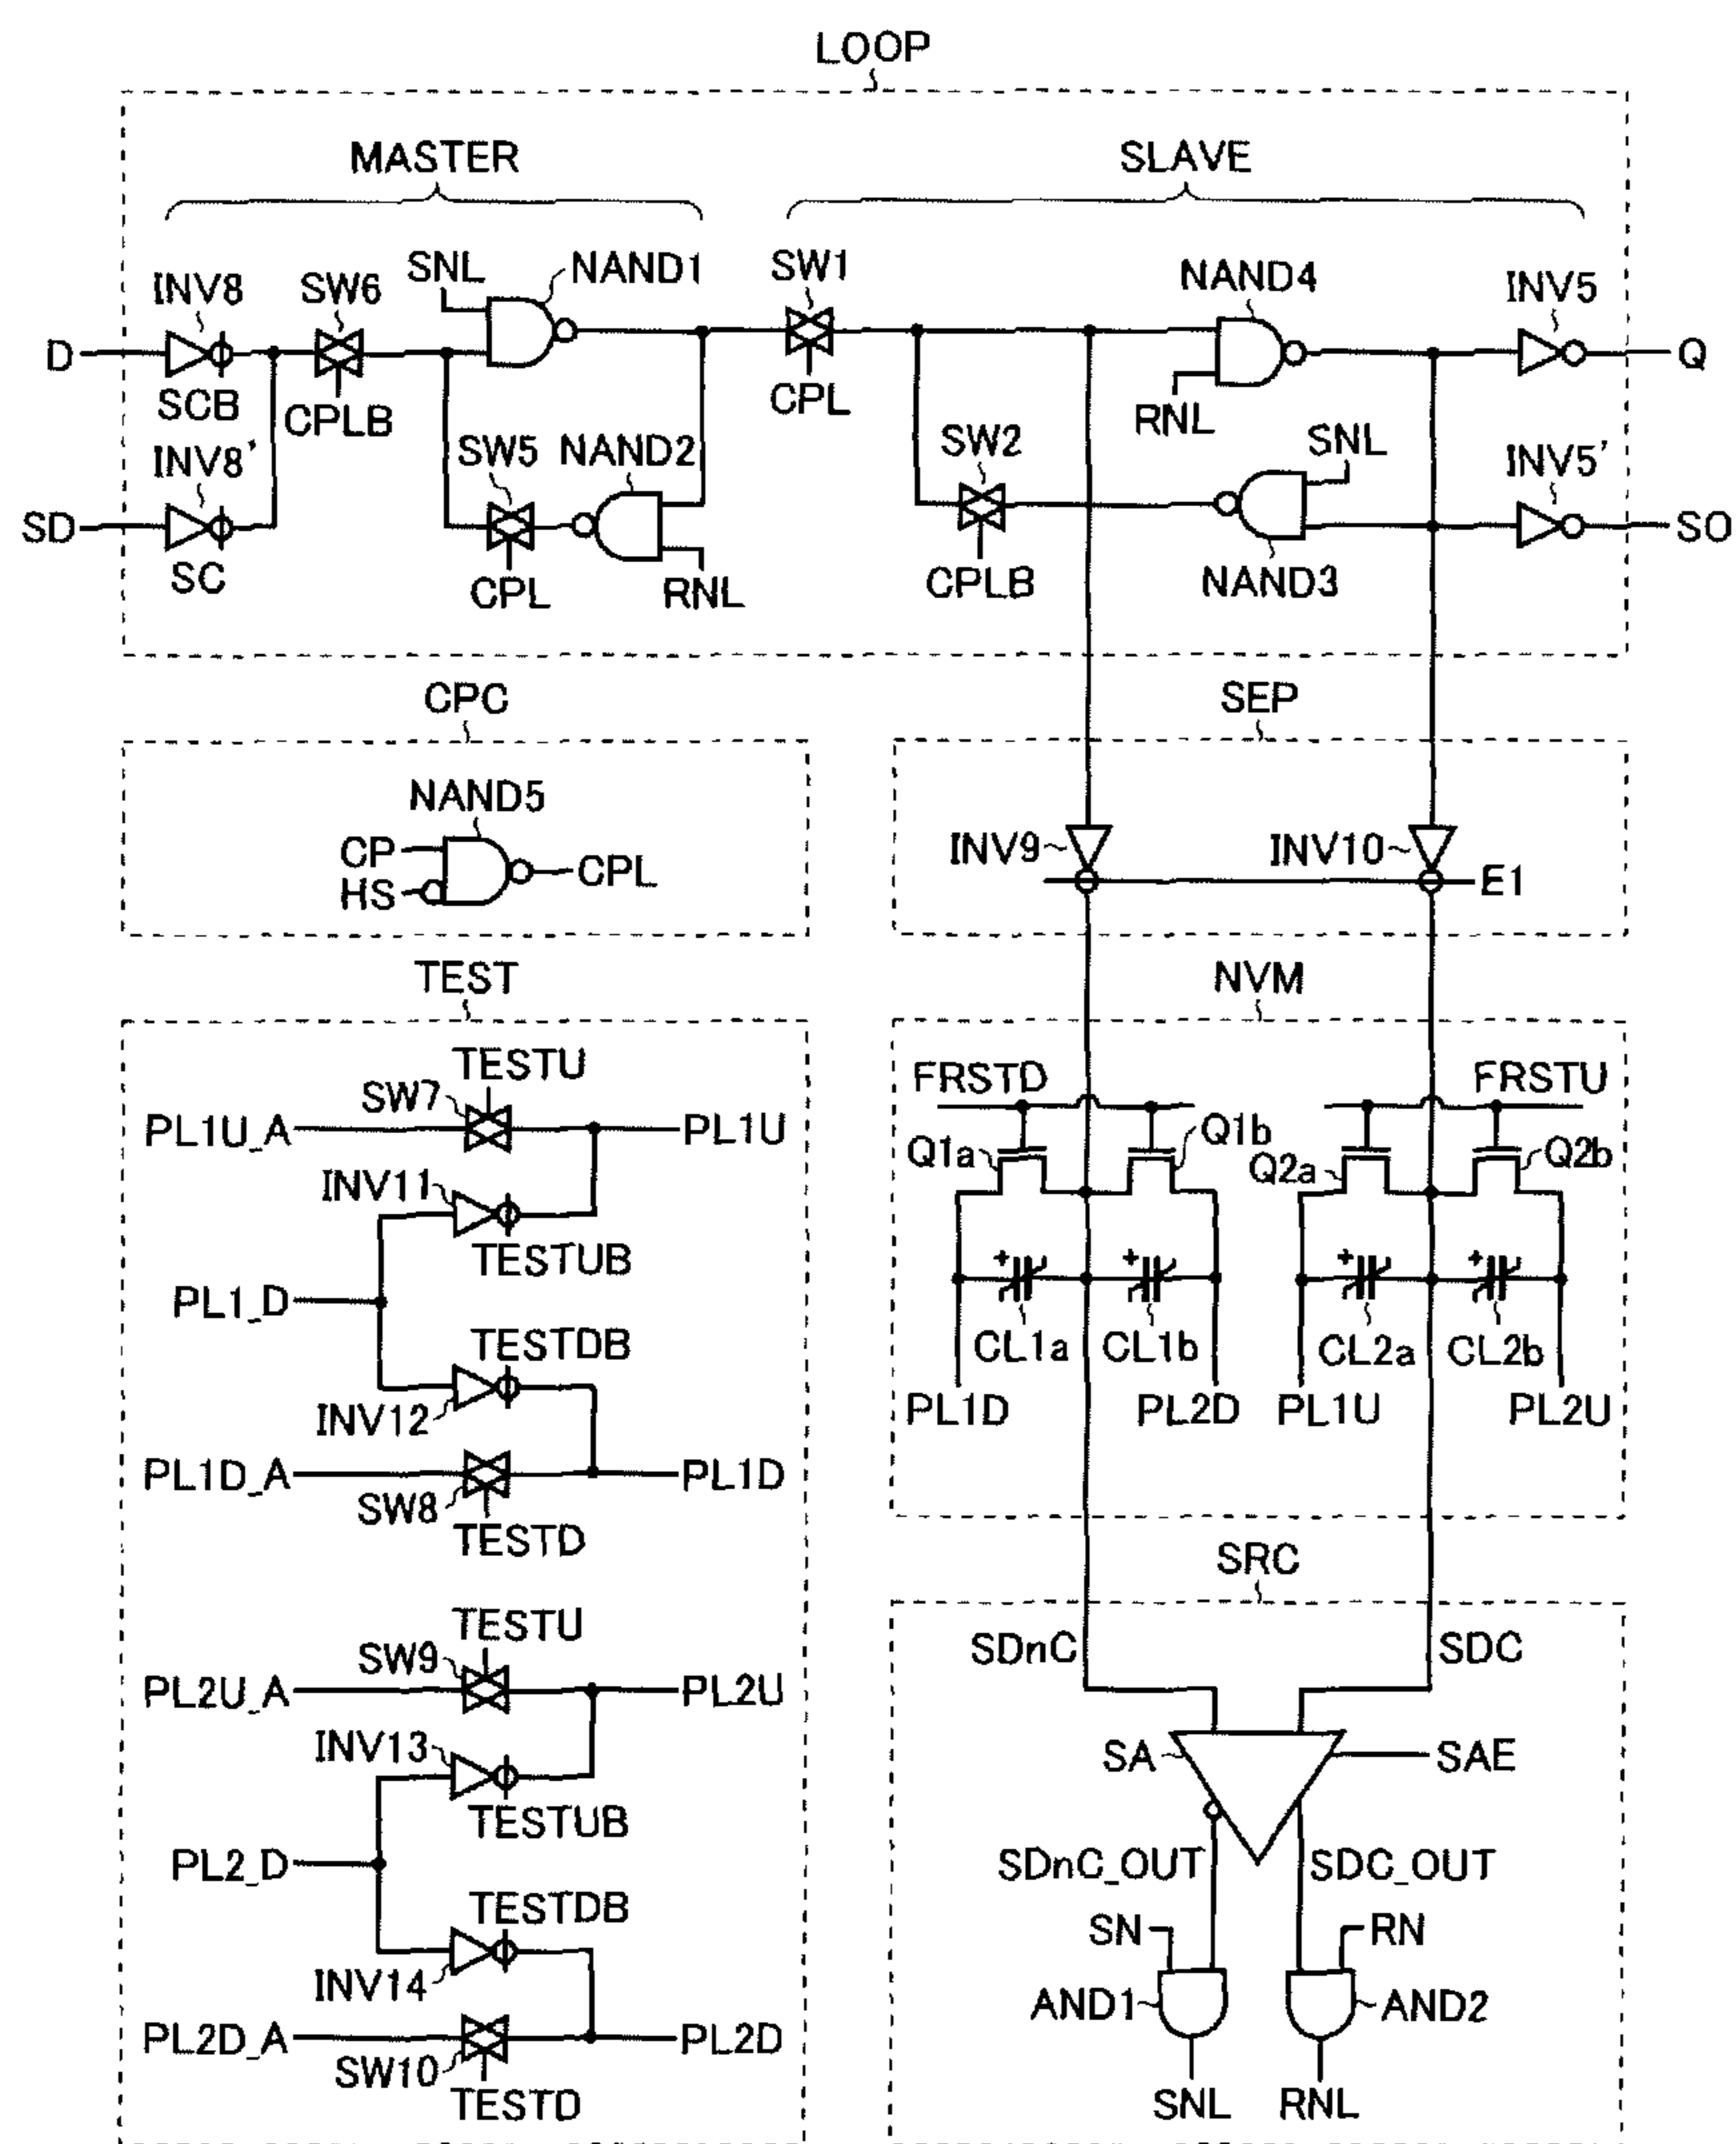 LOOP
MASTER
SLAVE
INV8
SW6
SNL
NAND1
SW1
NAND4
INV5
D
Q
SCB
CPLB
CPL
RNL
INV8'
SW5
NAND2
SW2
SNL
INV5'
SD
SO
SC
CPL
RNL
CPLB
NAND3
CPC
NAND5
CP
HS
CPL
SEP
INV9
INV10
E1
TEST
TESTU
SW7
PL1U_A
PL1U
INV11
TESTUB
PL1_D
TESTDB
INV12
PL1D_A
PL1D
SW8
TESTD
TESTU
SW9
PL2U_A
PL2U
INV13
TESTUB
PL2_D
TESTDB
INV14
PL2D_A
PL2D
SW10
TESTD
NVM
FRSTD
FRSTU
Q1a
Q1b
Q2a
Q2b
+
+
+
+
CL1a
CL1b
CL2a
CL2b
PL1D
PL2D
PL1U
PL2U
SRC
SDnC
SDC
SA
SAE
SDnC_OUT
SDC_OUT
SN
RN
AND1
AND2
SNL
RNL